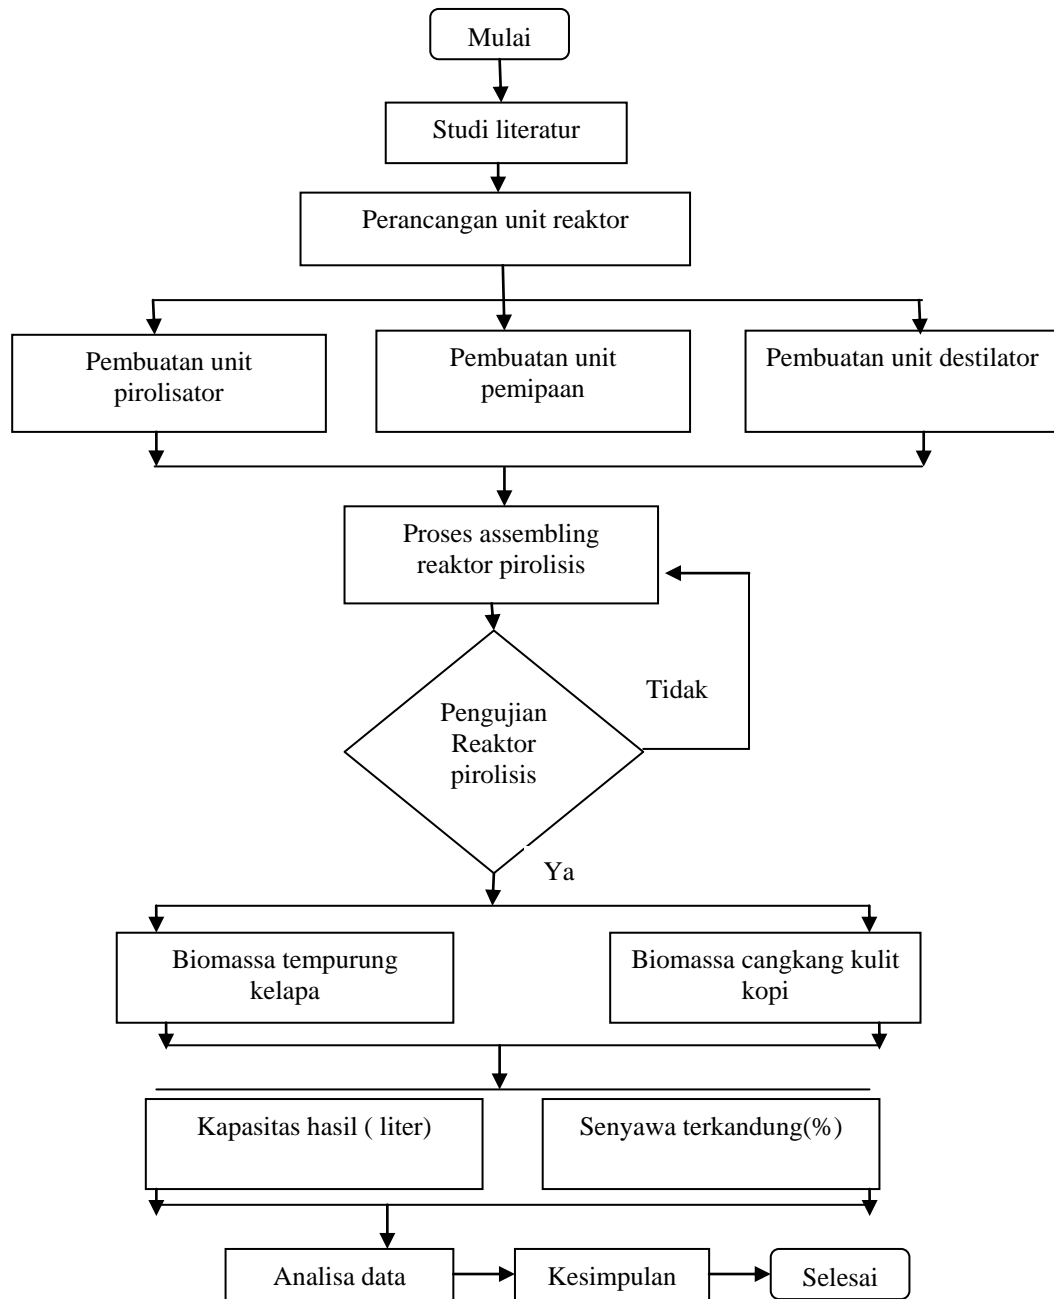 Mulai
Studi literatur
Perancangan unit reaktor
Pembuatan unit
pirolisator
Pembuatan unit
pemipaan
Pembuatan unit destilator
Proses assembling
reaktor pirolisis
Tidak
Pengujian
Reaktor
pirolisis
Ya
Biomassa tempurung
kelapa
Biomassa cangkang kulit
kopi
Kapasitas hasil ( liter)
Senyawa terkandung(%)
Analisa data
Kesimpulan
Selesai